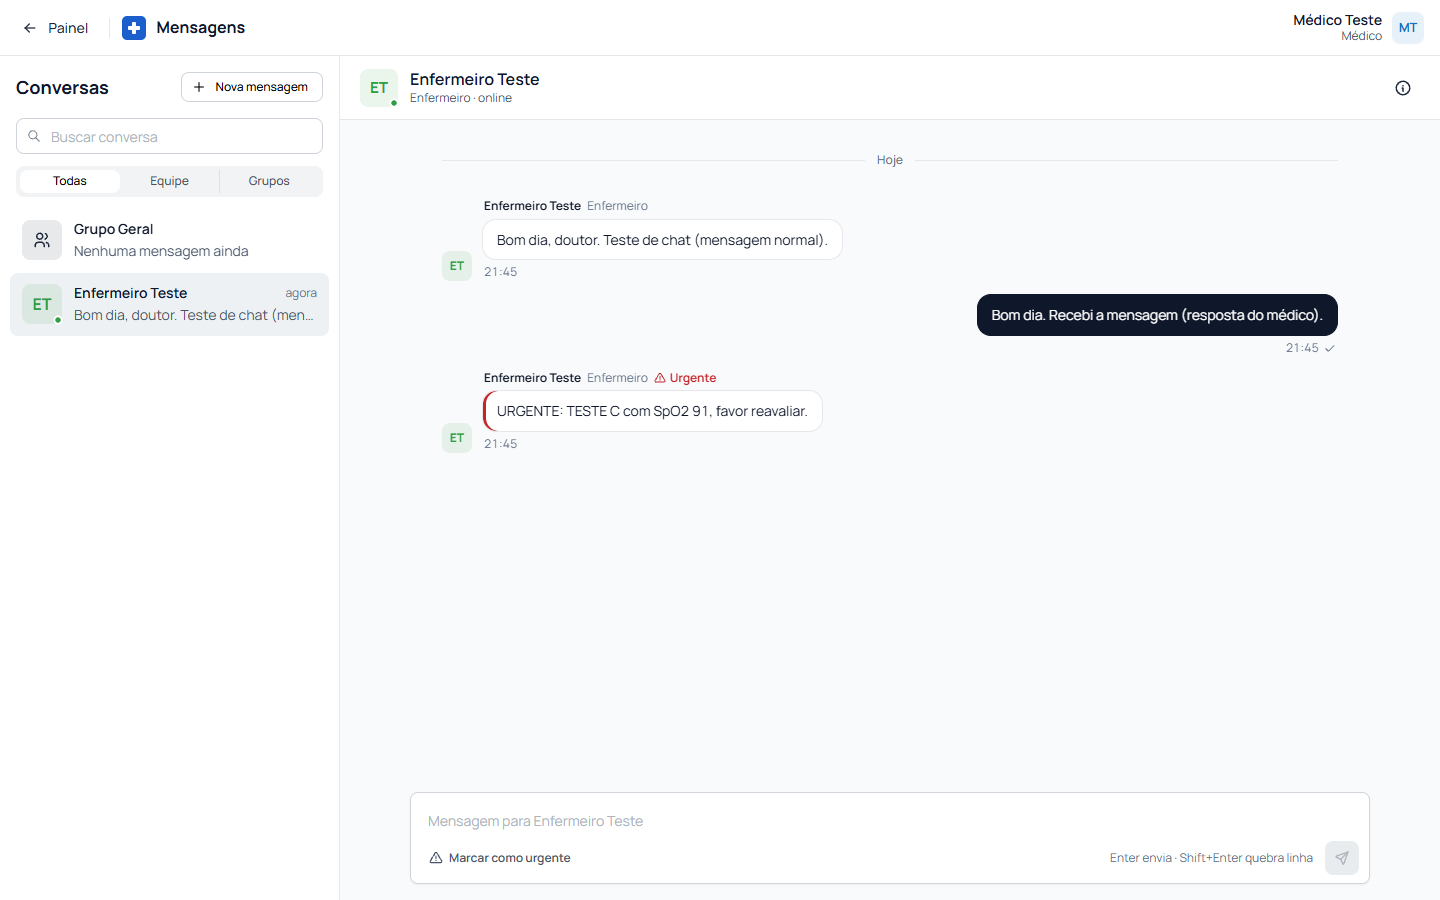 Painel
Mensagens
Médico Teste
Médico
MT
Conversas
Nova mensagem
Buscar conversa
Todas
Equipe
Grupos
Grupo Geral
Nenhuma mensagem ainda
ET
Enfermeiro Teste
agora
Bom dia, doutor. Teste de chat (men...
ET
Enfermeiro Teste
Enfermeiro · online
Hoje
Enfermeiro Teste Enfermeiro
Bom dia, doutor. Teste de chat (mensagem normal).
ET
21:45
Bom dia. Recebi a mensagem (resposta do médico).
21:45
Enfermeiro Teste Enfermeiro Urgente
URGENTE: TESTE C com SpO2 91, favor reavaliar.
ET
21:45
Mensagem para Enfermeiro Teste
Marcar como urgente
Enter envia · Shift+Enter quebra linha